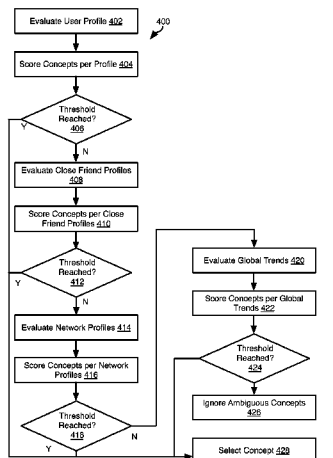 Evaluate User Profile 402
400
Score Concepts per Profile 404
Threshold
Reached?
406
Y
N
Evaluate Close Friend Profiles
408
Score Concepts per Close
Friend Profiles 410
Threshold
Reached?
412
Y
N
Evaluate Network Profiles 414
Score Concepts per Network
Profiles 416
Threshold
Reached?
418
Y
N
Evaluate Global Trends 420
Score Concepts per Global
Trends 422
Threshold
Reached?
424
Ignore Ambiguous Concepts
426
Select Concept 428